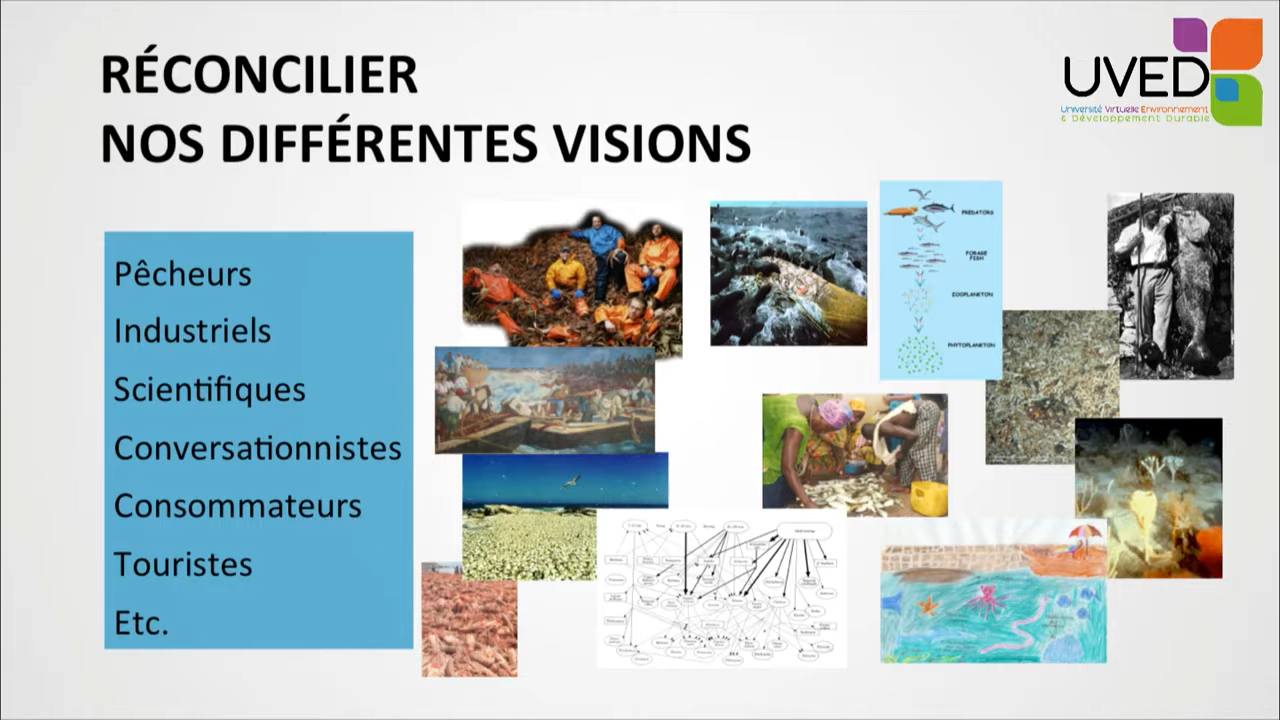 RÉCONCILIER
NOS DIFFÉRENTES VISIONS
UVED
Université Virtuelle Environnement
& Développement Durable
Pêcheurs
Industriels
Scientifiques
Conversationnistes
Consommateurs
Touristes
Etc.
PREDATORS
FORAGE
FISH
ZOOPLANKTON
PHYTOPLANKTON